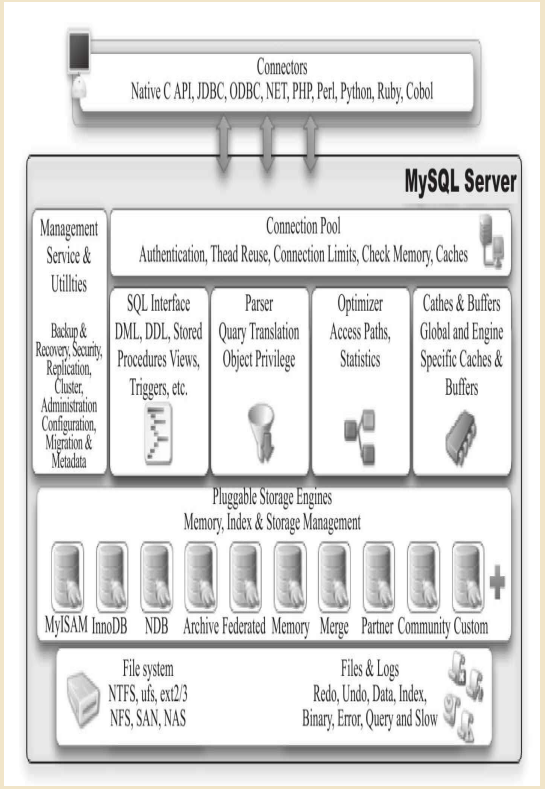 Connectors
Native C API, JDBC, ODBC, NET, PHP, Perl, Python, Ruby, Cobol
MySQL Server
Management
Service &
Utillties
Backup &
Recovery, Security,
Replication,
Cluster,
Administration
Configuration,
Migration &
Metadata
Connection Pool
Authentication, Thead Reuse, Connection Limits, Check Memory, Caches
SQL Interface
DML, DDL, Stored
Procedures Views,
Triggers, etc.
Parser
Quary Translation
Object Privilege
Optimizer
Access Paths,
Statistics
Cathes & Buffers
Global and Engine
Specific Caches &
Buffers
Pluggable Storage Engines
Memory, Index & Storage Management
MyISAM InnoDB NDB Archive Federated Memory Merge Partner Community Custom
File system
NTFS, ufs, ext2/3
NFS, SAN, NAS
Files & Logs
Redo, Undo, Data, Index,
Binary, Error, Query and Slow